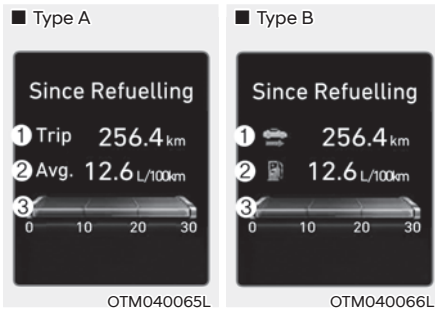 ■ Type A
Since Refuelling
① Trip 256.4 km
② Avg. 12.6 L/100km
③
0 10 20 30
OTM040065L
■ Type B
Since Refuelling
① 256.4 km
② 12.6 L/100km
③
0 10 20 30
OTM040066L